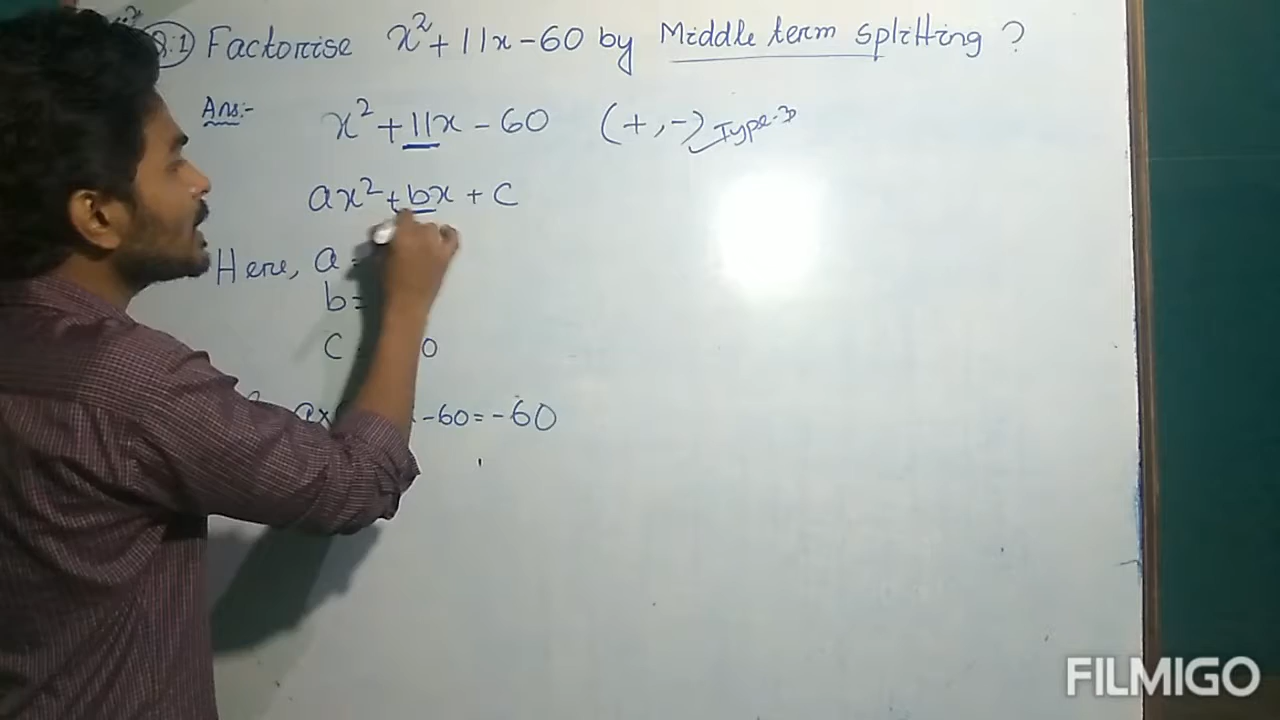 Q.1) Factorise x² + 11x - 60 by Middle term splitting ?
Ans:- x² + 11x - 60 (+, -) Type-3
ax² + bx + c
Here, a =
b =
c = 0
ax -60 = -60
FILMIGO